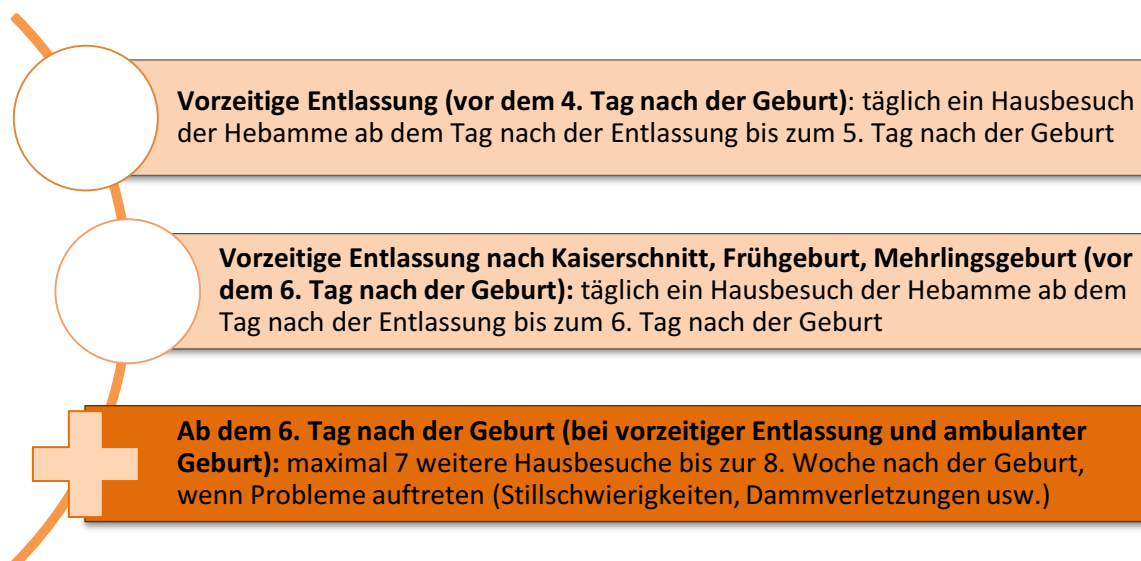 Vorzeitige Entlassung (vor dem 4. Tag nach der Geburt): täglich ein Hausbesuch
der Hebamme ab dem Tag nach der Entlassung bis zum 5. Tag nach der Geburt
Vorzeitige Entlassung nach Kaiserschnitt, Frühgeburt, Mehrlingsgeburt (vor
dem 6. Tag nach der Geburt): täglich ein Hausbesuch der Hebamme ab dem
Tag nach der Entlassung bis zum 6. Tag nach der Geburt
Ab dem 6. Tag nach der Geburt (bei vorzeitiger Entlassung und ambulanter
Geburt): maximal 7 weitere Hausbesuche bis zur 8. Woche nach der Geburt,
wenn Probleme auftreten (Stillschwierigkeiten, Dammverletzungen usw.)